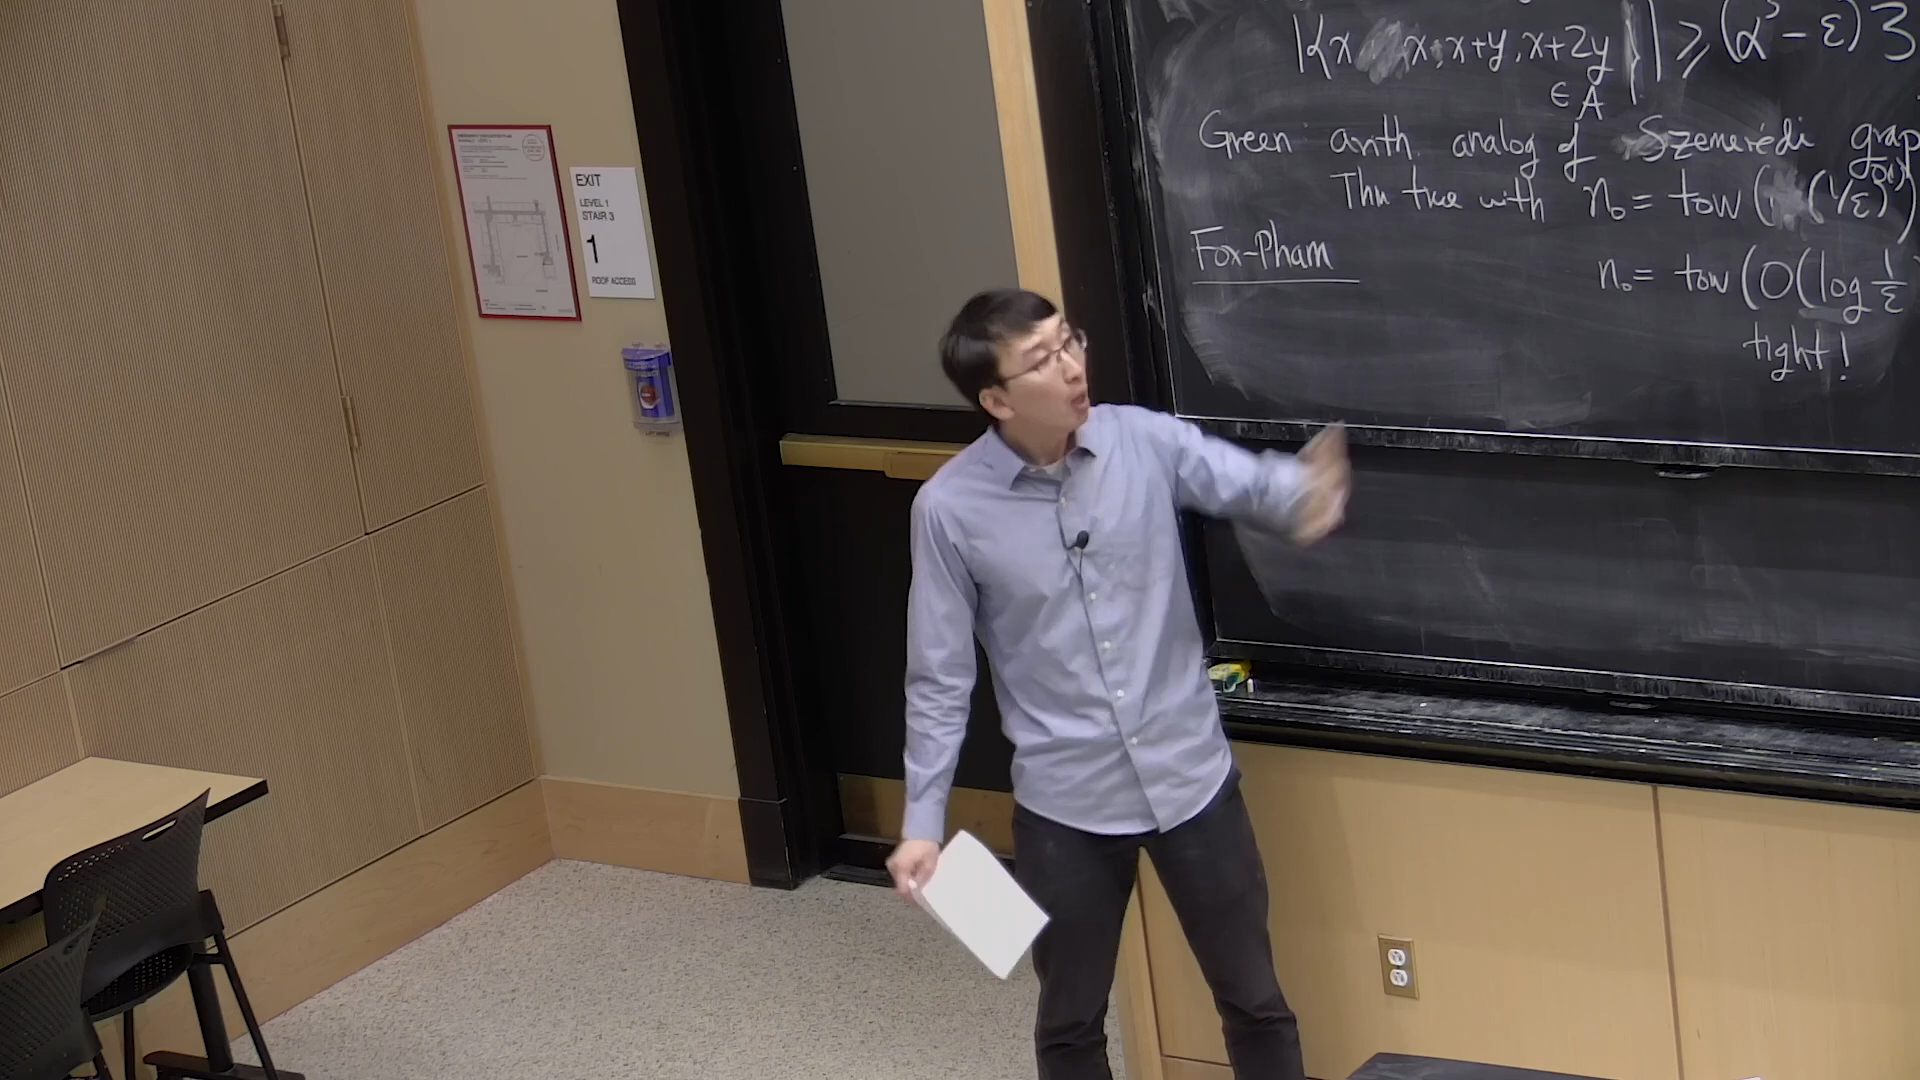 |{x : x, x+y, x+2y }| ≥ (α³ - ε) 3
∈ A
Green arith. analog of Szemerédi grap
Thm true with n₀ = tow ( (1/ε)^{O(1)} )
Fox-Pham
n₀ = tow (O(log 1/ε
tight!
EXIT
LEVEL 1
STAIR 3
1
ROOF ACCESS